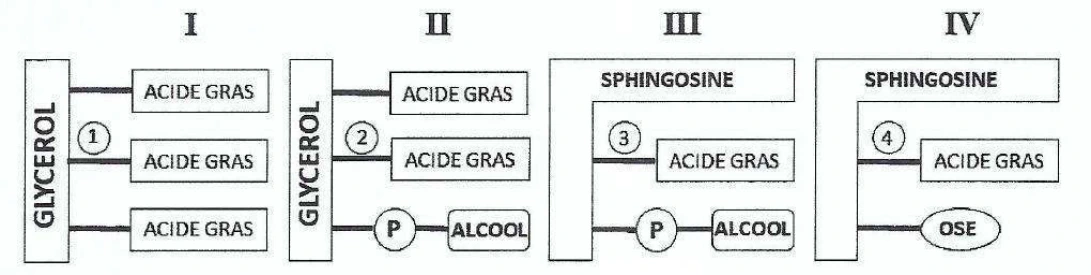 I
GLYCEROL
ACIDE GRAS
1
ACIDE GRAS
ACIDE GRAS
II
GLYCEROL
ACIDE GRAS
2
ACIDE GRAS
P
ALCOOL
III
SPHINGOSINE
3
ACIDE GRAS
P
ALCOOL
IV
SPHINGOSINE
4
ACIDE GRAS
OSE